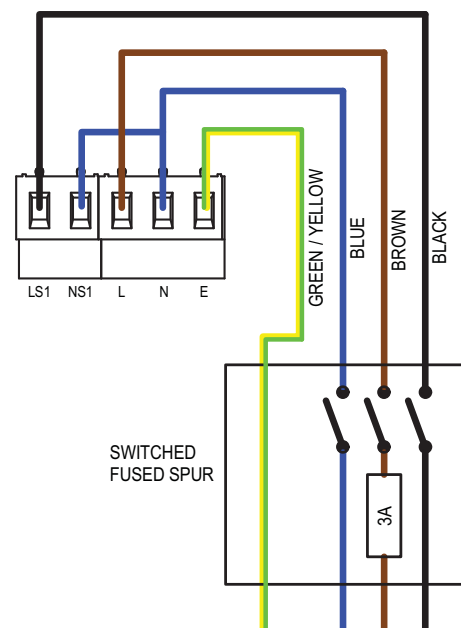 LS1 NS1 L N E
GREEN / YELLOW
BLUE
BROWN
BLACK
SWITCHED
FUSED SPUR
3A